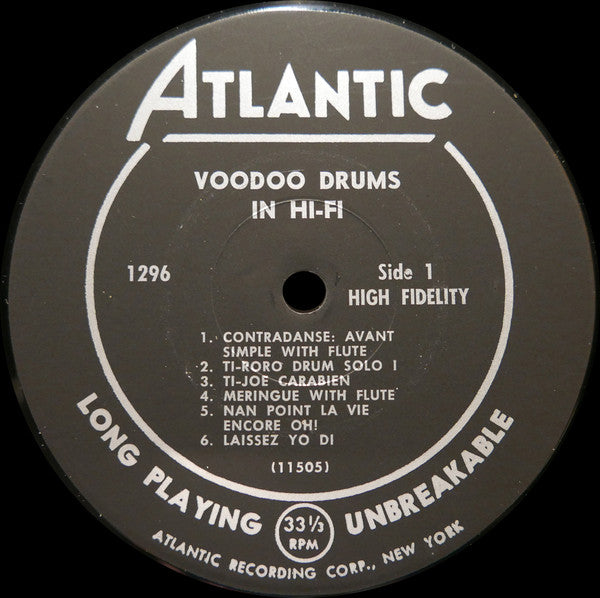 ATLANTIC
VOODOO DRUMS
IN HI-FI
1296
Side 1
HIGH FIDELITY
1. CONTRADANSE: AVANT
SIMPLE WITH FLUTE
2. TI-RORO DRUM SOLO I
3. TI-JOE CARABIEN
4. MERINGUE WITH FLUTE
5. NAN POINT LA VIE
ENCORE OH!
6. LAISSEZ YO DI
(11505)
LONG PLAYING
33⅓
RPM
UNBREAKABLE
ATLANTIC RECORDING CORP., NEW YORK